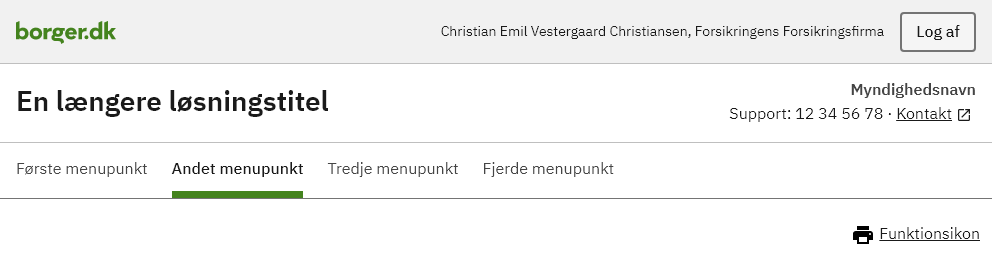 borger.dk
Christian Emil Vestergaard Christiansen, Forsikringens Forsikringsfirma
Log af
En længere løsningstitel
Myndighedsnavn
Support: 12 34 56 78 · Kontakt
Første menupunkt
Andet menupunkt
Tredje menupunkt
Fjerde menupunkt
Funktionsikon